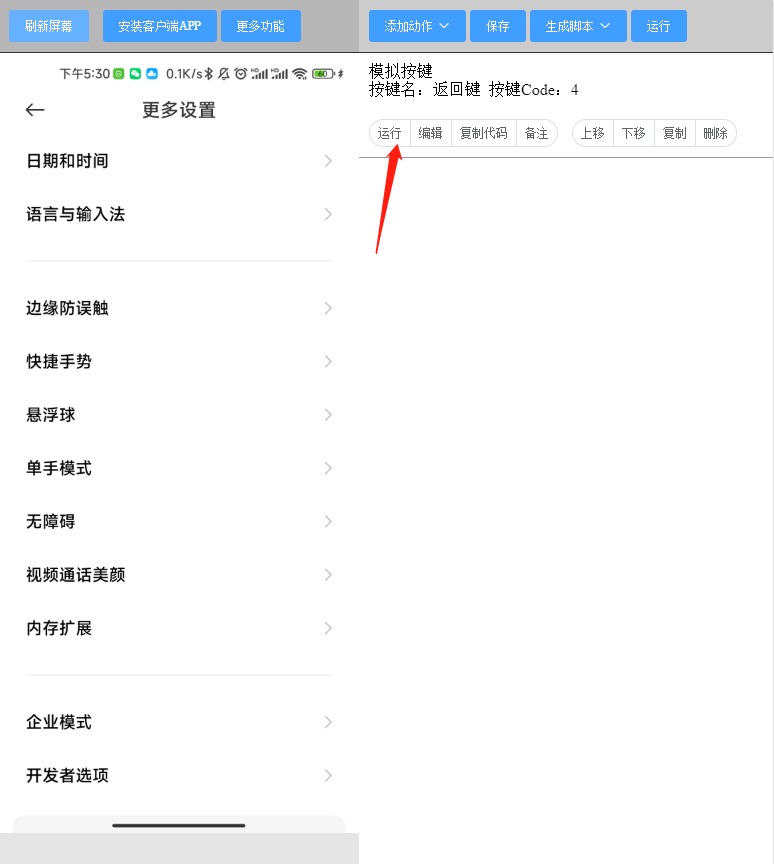 刷新屏幕 安装客户端APP 更多功能
添加动作 保存 生成脚本 运行
下午5:30 0.1K/s HD HD 60
更多设置
日期和时间
语言与输入法
边缘防误触
快捷手势
悬浮球
单手模式
无障碍
视频通话美颜
内存扩展
企业模式
开发者选项
模拟按键
按键名：返回键 按键Code：4
运行 编辑 复制代码 备注 上移 下移 复制 删除